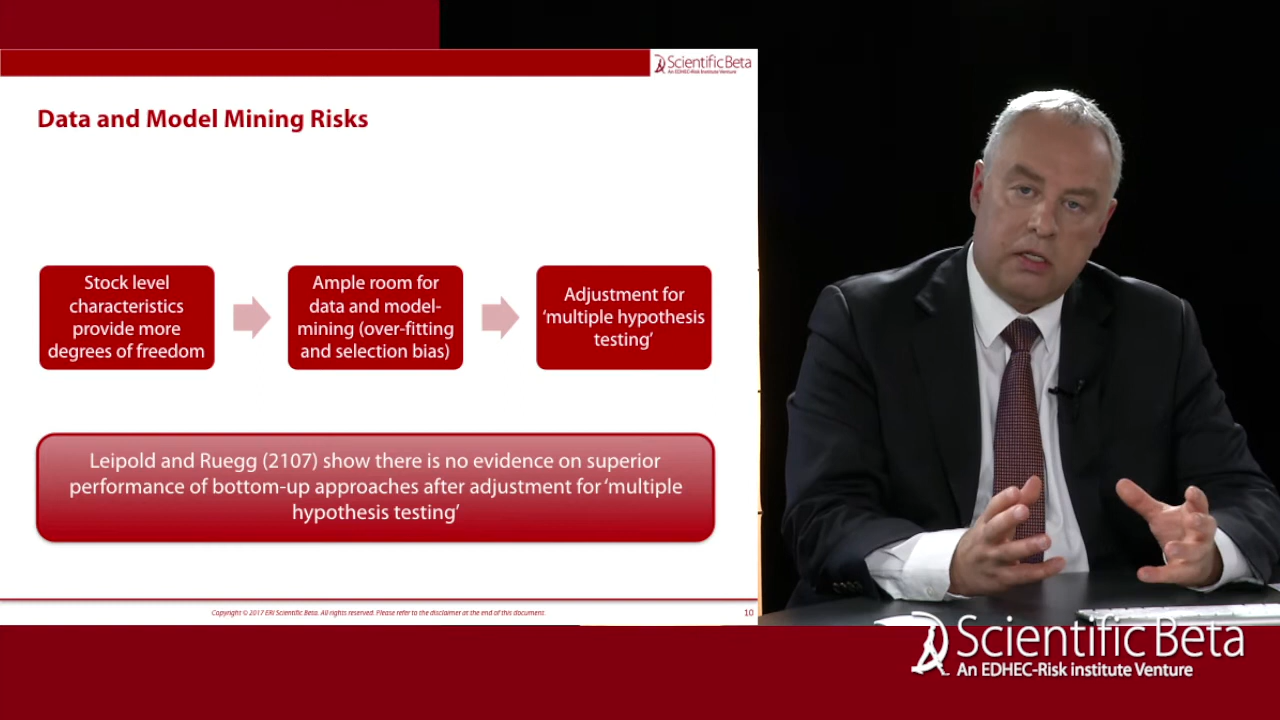 Scientific Beta
An EDHEC-Risk Institute Venture
Data and Model Mining Risks
Stock level
characteristics
provide more
degrees of freedom
Ample room for
data and model-
mining (over-fitting
and selection bias)
Adjustment for
‘multiple hypothesis
testing’
Leipold and Ruegg (2107) show there is no evidence on superior
performance of bottom-up approaches after adjustment for ‘multiple
hypothesis testing’
Copyright © 2017 ERI Scientific Beta. All rights reserved. Please refer to the disclaimer at the end of this document.
10
Scientific Beta
An EDHEC-Risk institute Venture